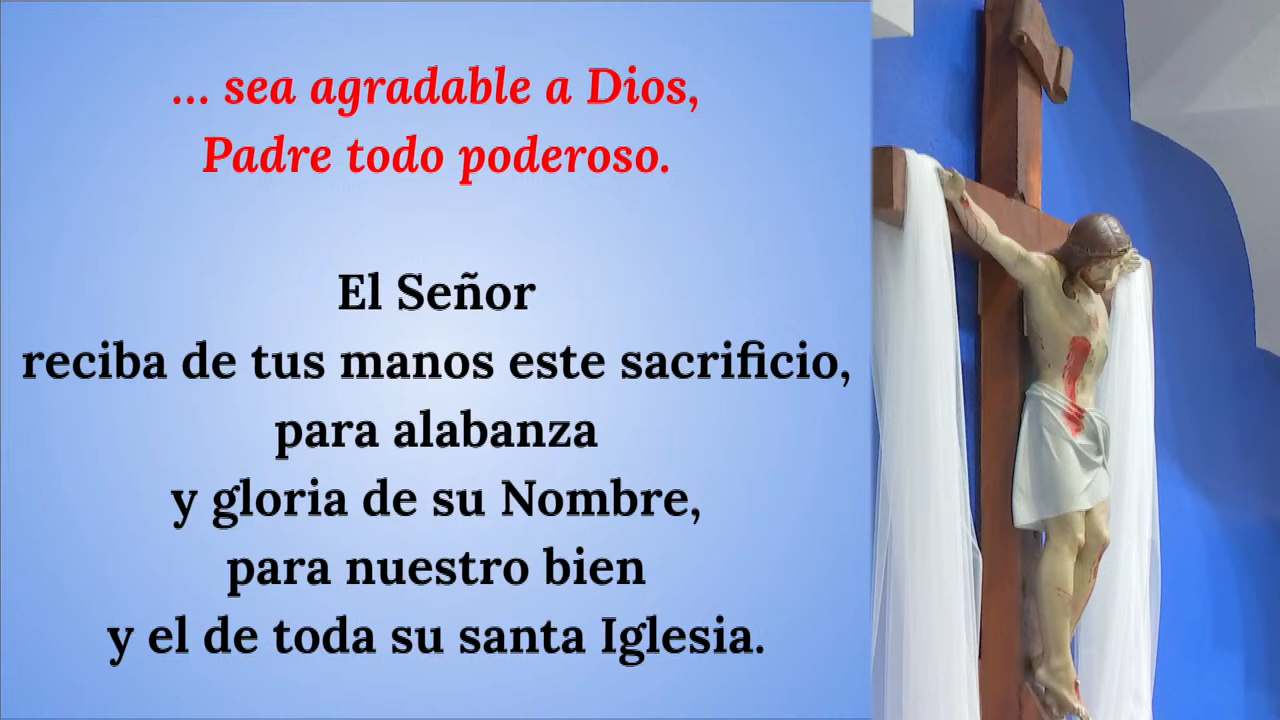 ... sea agradable a Dios,
Padre todo poderoso.
El Señor
reciba de tus manos este sacrificio,
para alabanza
y gloria de su Nombre,
para nuestro bien
y el de toda su santa Iglesia.